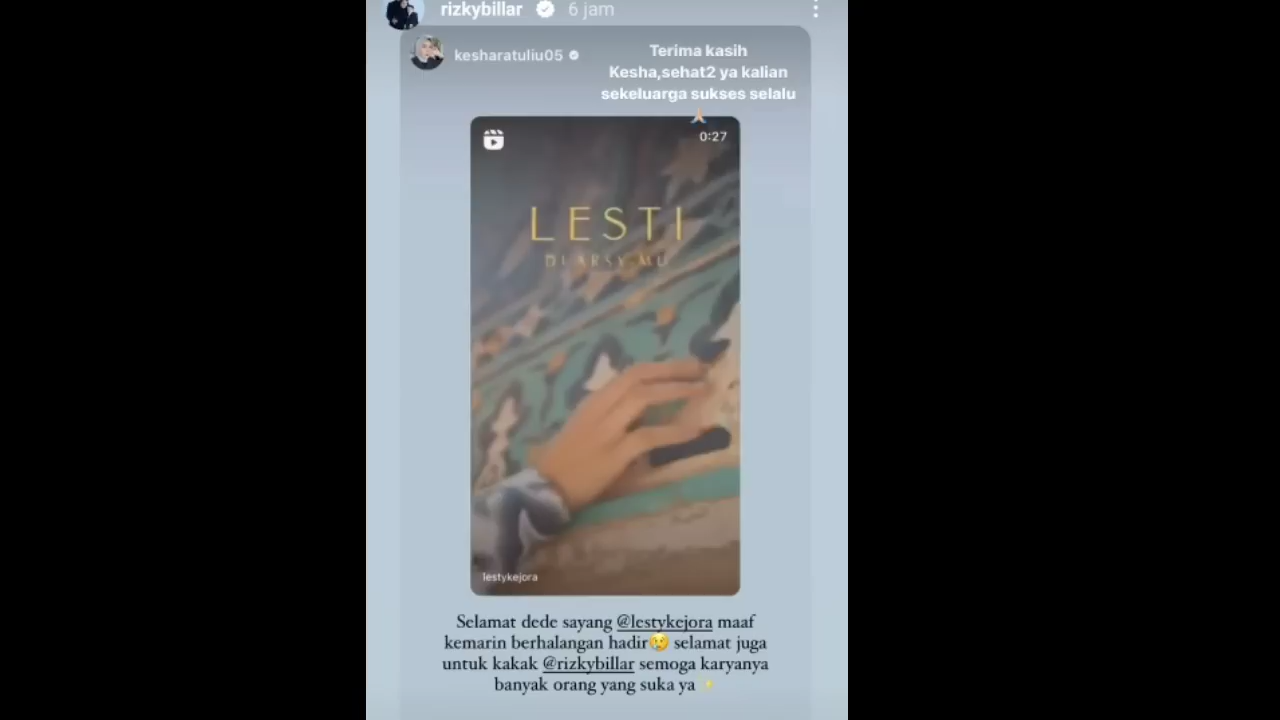 rizkybillar 6 jam
kesharatuliu05
Terima kasih
Kesha,sehat2 ya kalian
sekeluarga sukses selalu
0:27
LESTI
lestykejora
Selamat dede sayang @lestykejora maaf
kemarin berhalangan hadir😢 selamat juga
untuk kakak @rizkybillar semoga karyanya
banyak orang yang suka ya ✨